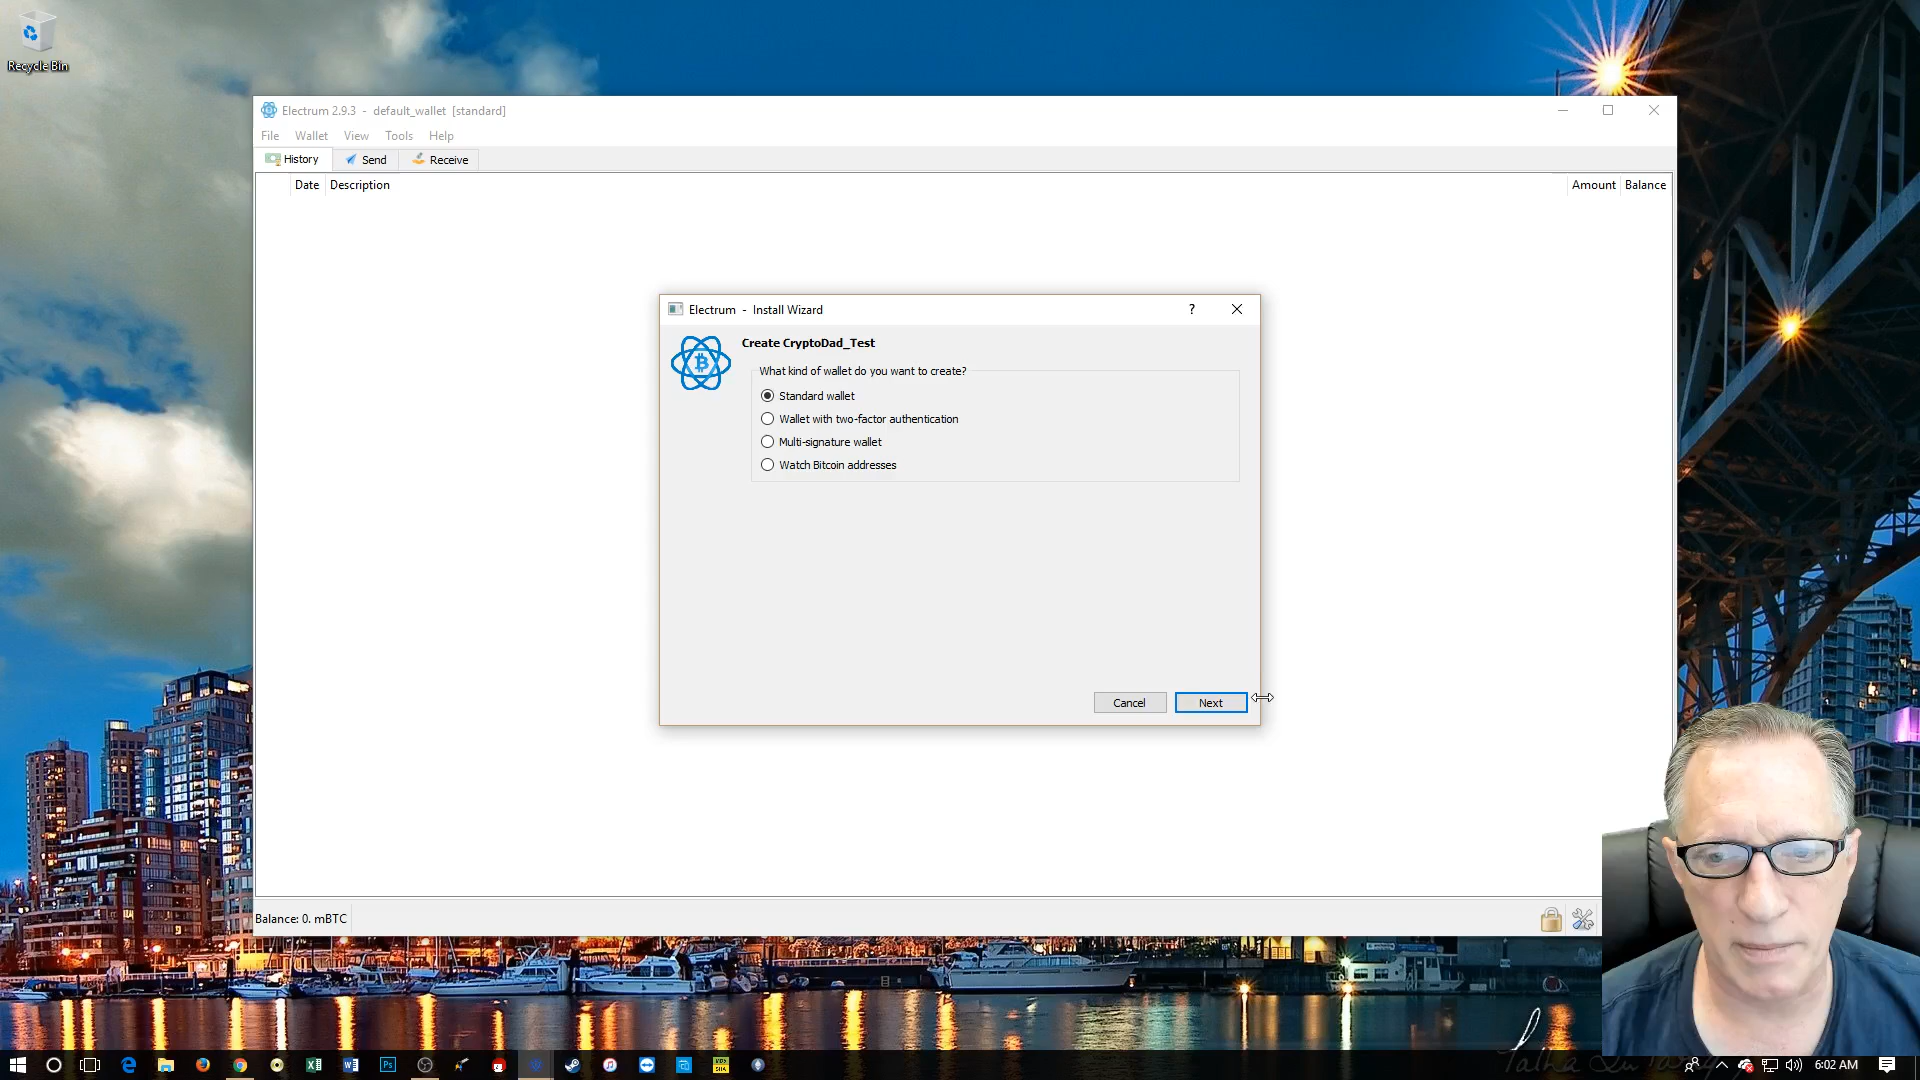 Recycle Bin
Electrum 2.9.3 - default_wallet [standard]
File Wallet View Tools Help
History Send Receive
Date Description Amount Balance
Electrum - Install Wizard
Create CryptoDad_Test
What kind of wallet do you want to create?
Standard wallet
Wallet with two-factor authentication
Multi-signature wallet
Watch Bitcoin addresses
Cancel Next
Balance: 0. mBTC
6:02 AM